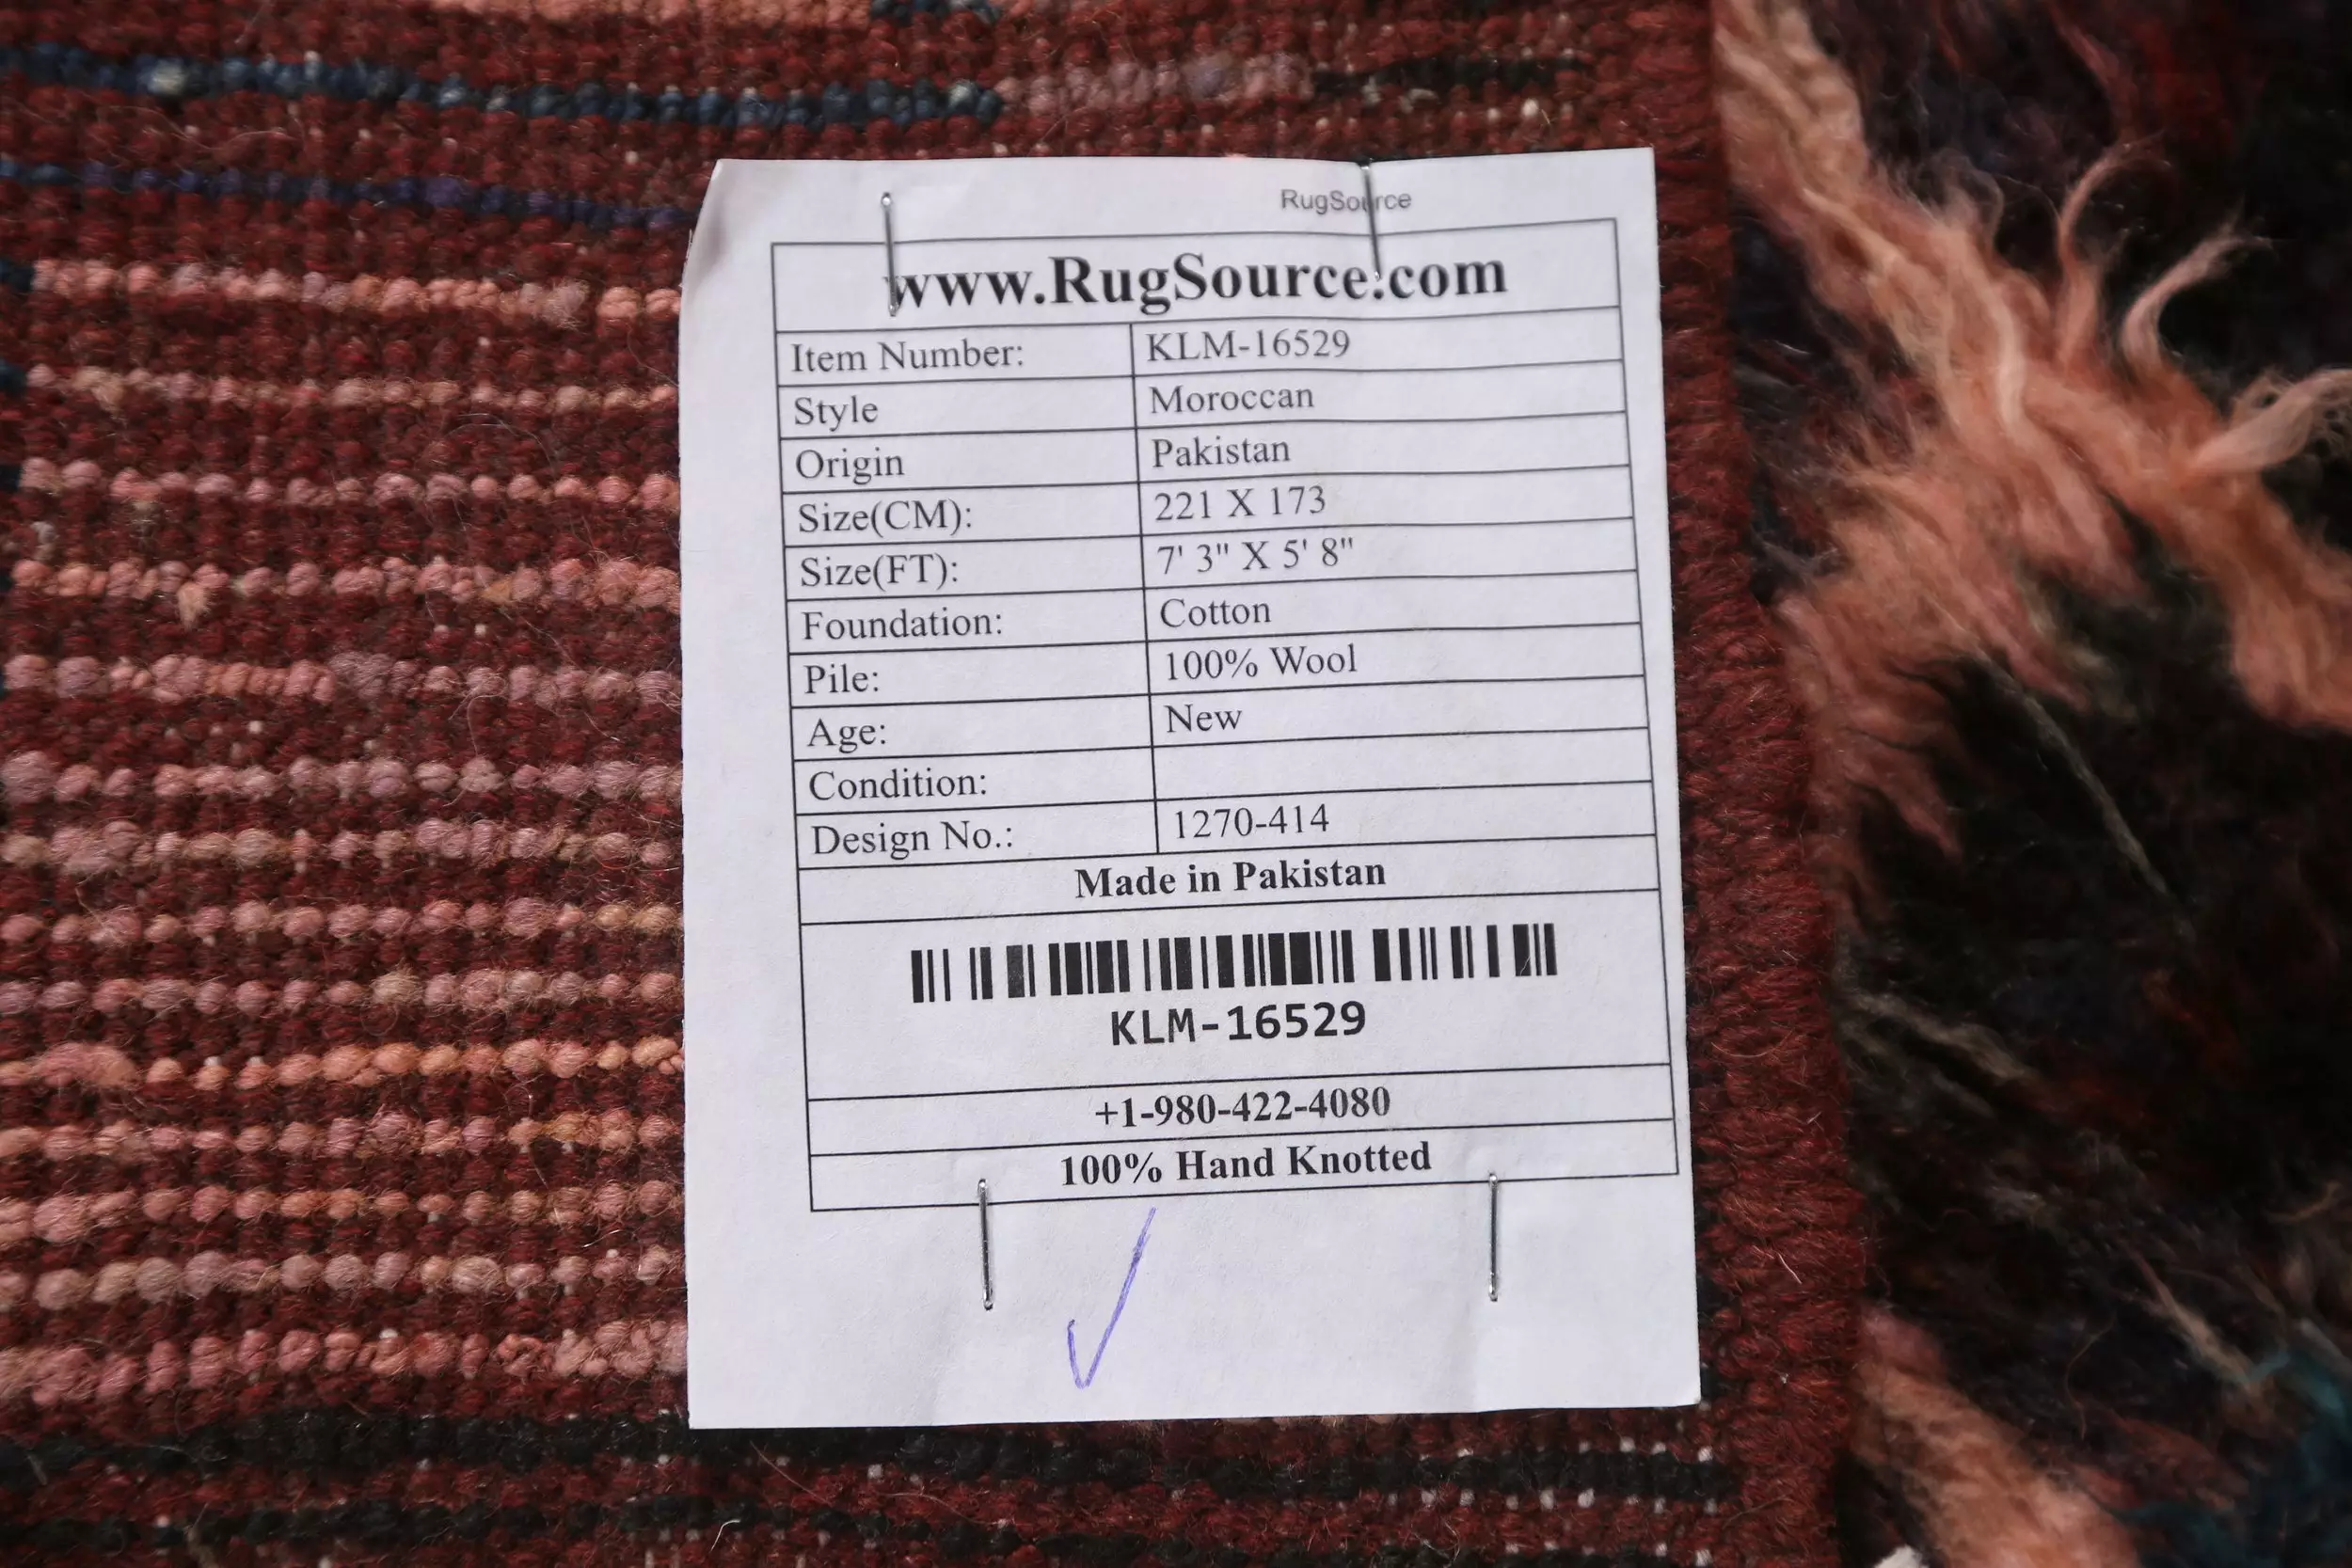 RugSource
www.RugSource.com
Item Number: KLM-16529
Style Moroccan
Origin Pakistan
Size(CM): 221 X 173
Size(FT): 7' 3" X 5' 8"
Foundation: Cotton
Pile: 100% Wool
Age: New
Condition:
Design No.: 1270-414
Made in Pakistan
KLM-16529
+1-980-422-4080
100% Hand Knotted